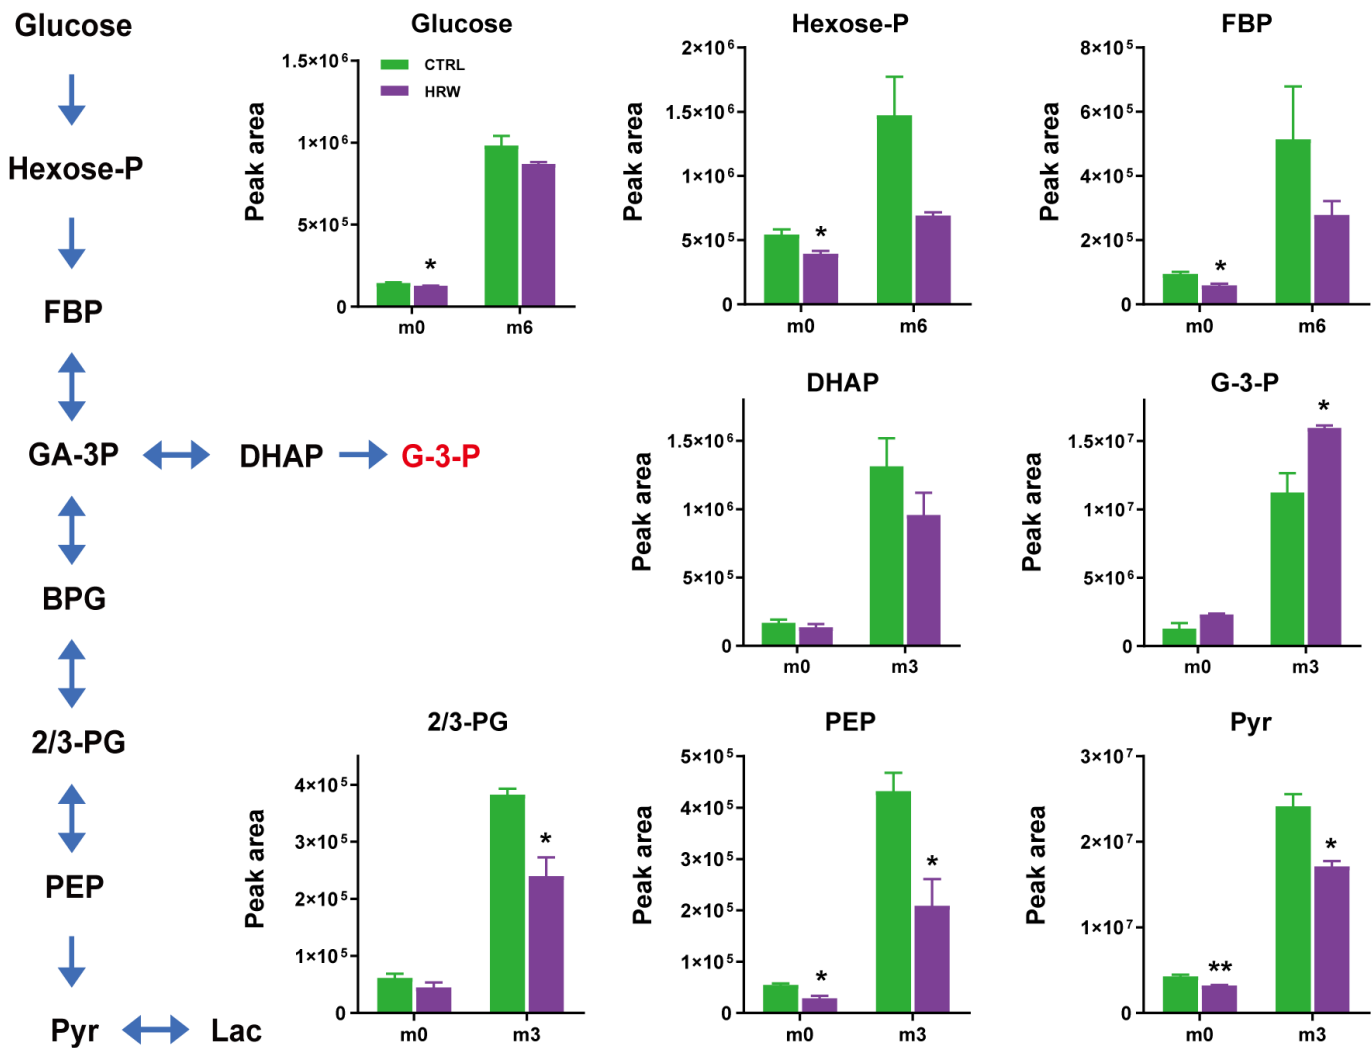 Glucose
Hexose-P
FBP
GA-3P
DHAP
G-3-P
BPG
2/3-PG
PEP
Pyr
Lac
Glucose
CTRL
HRW
Peak area
1.5×10⁶
1×10⁶
5×10⁵
0
*
m0
m6
Hexose-P
Peak area
2×10⁶
1.5×10⁶
1×10⁶
5×10⁵
0
*
m0
m6
FBP
Peak area
8×10⁵
6×10⁵
4×10⁵
2×10⁵
0
*
m0
m6
DHAP
Peak area
1.5×10⁶
1×10⁶
5×10⁵
0
m0
m3
G-3-P
Peak area
1.5×10⁷
1×10⁷
5×10⁶
0
*
m0
m3
2/3-PG
Peak area
4×10⁵
3×10⁵
2×10⁵
1×10⁵
0
*
m0
m3
PEP
Peak area
5×10⁵
4×10⁵
3×10⁵
2×10⁵
1×10⁵
0
*
*
m0
m3
Pyr
Peak area
3×10⁷
2×10⁷
1×10⁷
0
**
*
m0
m3